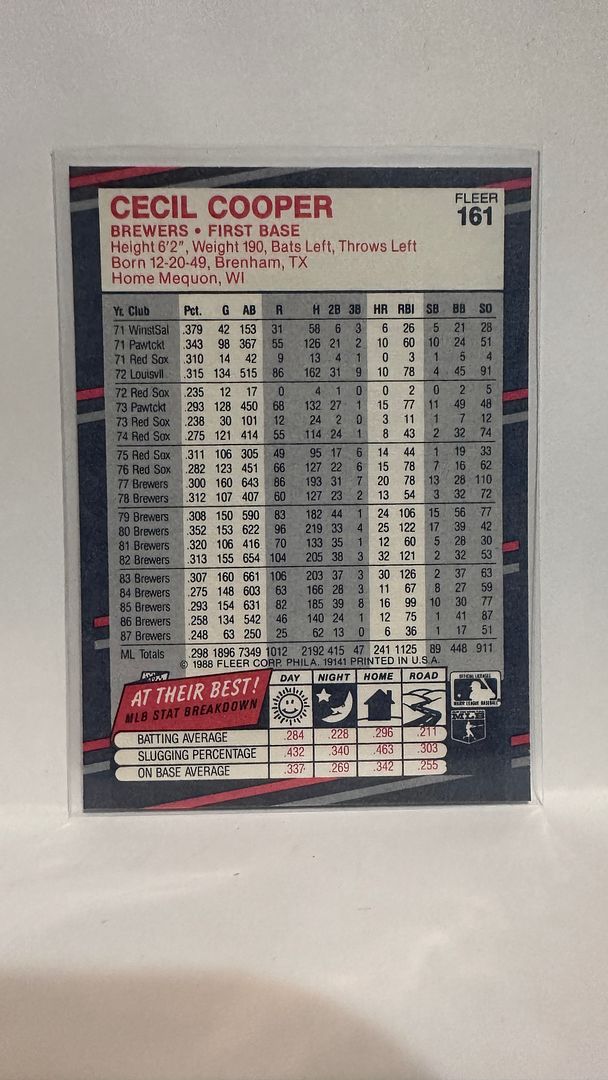 CECIL COOPER
FLEER
161
BREWERS • FIRST BASE
Height 6'2", Weight 190, Bats Left, Throws Left
Born 12-20-49, Brenham, TX
Home Mequon, WI
Yr. Club Pct. G AB R H 2B 3B HR RBI SB BB SO
71 WinstSal .379 42 153 31 58 6 3 6 26 5 21 28
71 Pawtckt .343 98 367 55 126 21 2 10 60 10 24 51
71 Red Sox .310 14 42 9 13 4 1 0 3 1 5 4
72 Louisvll .315 134 515 86 162 31 9 10 78 4 45 91
72 Red Sox .235 12 17 0 4 1 0 0 2 0 2 5
73 Pawtckt .293 128 450 68 132 27 1 15 77 11 49 48
73 Red Sox .238 30 101 12 24 2 0 3 11 1 7 12
74 Red Sox .275 121 414 55 114 24 1 8 43 2 32 74
75 Red Sox .311 106 305 49 95 17 6 14 44 1 19 33
76 Red Sox .282 123 451 66 127 22 6 15 78 7 16 62
77 Brewers .300 160 643 86 193 31 7 20 78 13 28 110
78 Brewers .312 107 407 60 127 23 2 13 54 3 32 72
79 Brewers .308 150 590 83 182 44 1 24 106 15 56 77
80 Brewers .352 153 622 96 219 33 4 25 122 17 39 42
81 Brewers .320 106 416 70 133 35 1 12 60 5 28 30
82 Brewers .313 155 654 104 205 38 3 32 121 2 32 53
83 Brewers .307 160 661 106 203 37 3 30 126 2 37 63
84 Brewers .275 148 603 63 166 28 3 11 67 8 27 59
85 Brewers .293 154 631 82 185 39 8 16 99 10 30 77
86 Brewers .258 134 542 46 140 24 1 12 75 1 41 87
87 Brewers .248 63 250 25 62 13 0 6 36 1 17 51
ML Totals .298 1896 7349 1012 2192 415 47 241 1125 89 448 911
© 1988 FLEER CORP. PHILA. 19141 PRINTED IN U.S.A.
AT THEIR BEST!
MLB STAT BREAKDOWN
DAY NIGHT HOME ROAD
BATTING AVERAGE .284 .228 .296 .211
SLUGGING PERCENTAGE .432 .340 .463 .303
ON BASE AVERAGE .337 .269 .342 .255
OFFICIAL LICENSEE
MAJOR LEAGUE BASEBALL
MLB